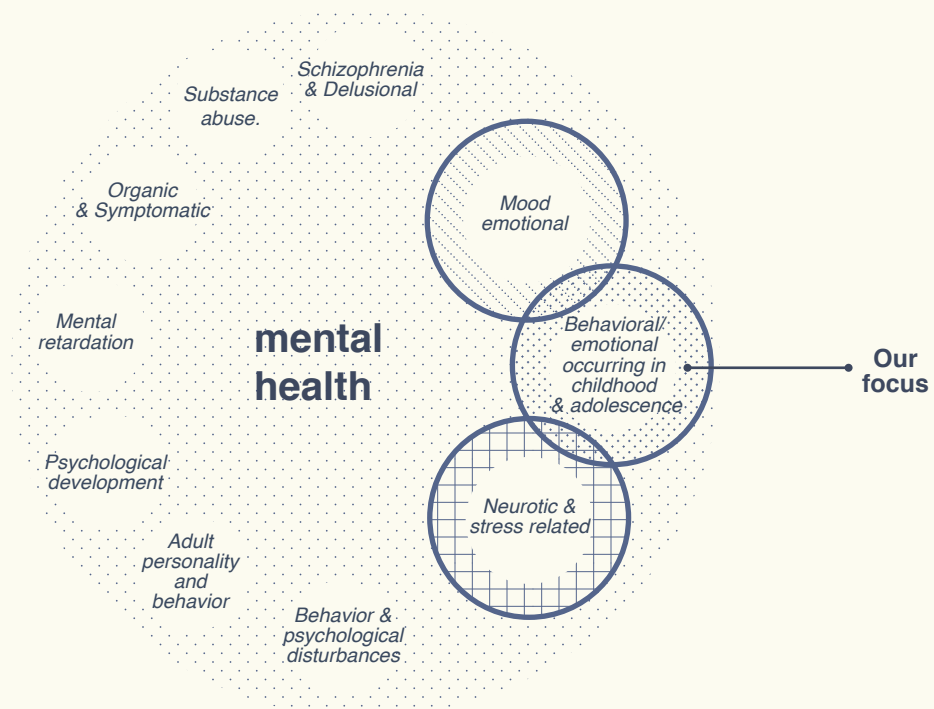 Schizophrenia
& Delusional
Substance
abuse.
Organic
& Symptomatic
Mental
retardation
Psychological
development
Adult
personality
and
behavior
Behavior &
psychological
disturbances
mental
health
Mood
emotional
Behavioral/
emotional
occurring in
childhood
& adolescence
Neurotic &
stress related
Our
focus